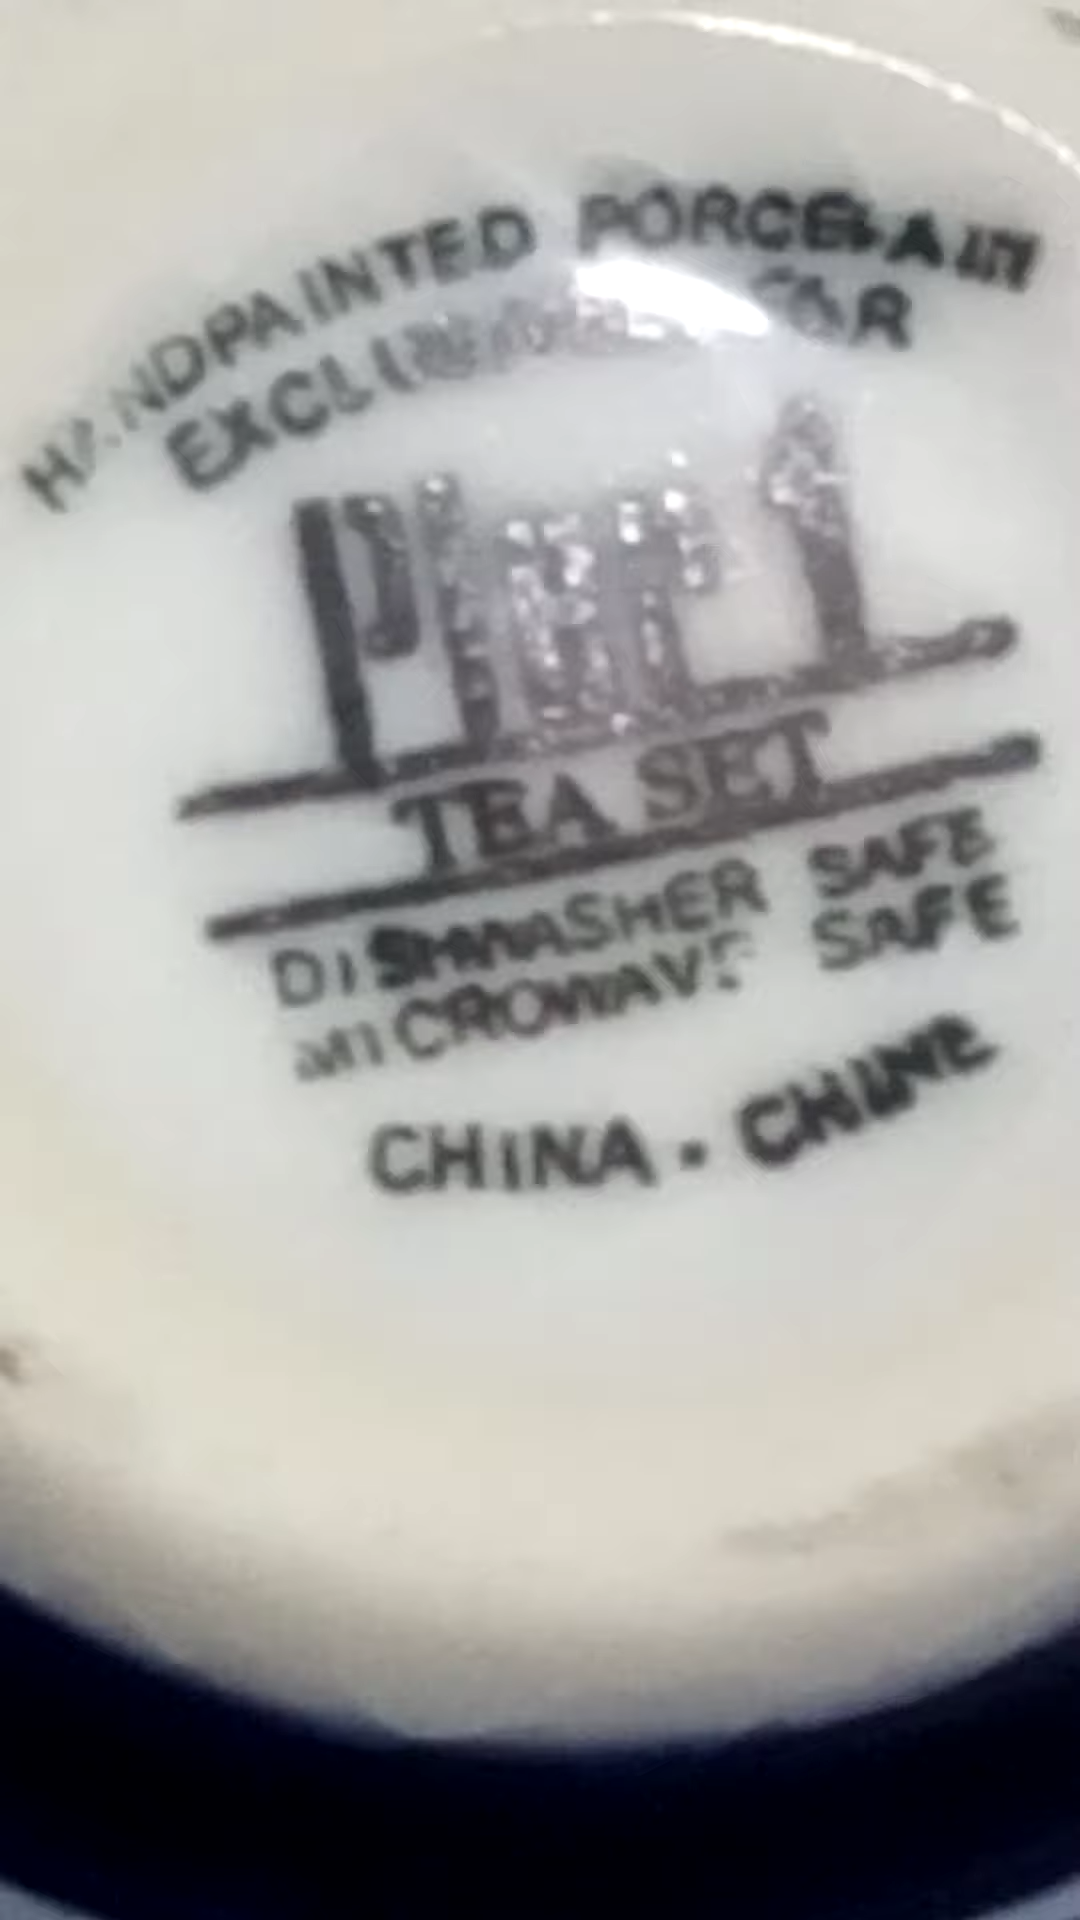 HANDPAINTED PORCELAIN
EXCLUSIVELY FOR
TEA SET
DISHWASHER SAFE
MICROWAVE SAFE
CHINA · CHINE